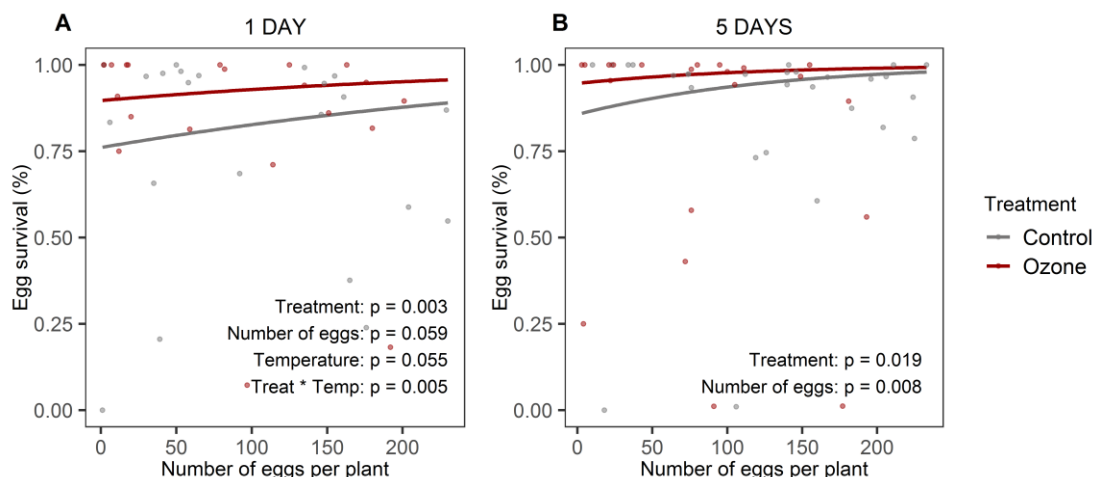 A
1 DAY
Egg survival (%)
1.00
0.75
0.50
0.25
0.00
Treatment: p = 0.003
Number of eggs: p = 0.059
Temperature: p = 0.055
Treat * Temp: p = 0.005
0 50 100 150 200
Number of eggs per plant
B
5 DAYS
Egg survival (%)
1.00
0.75
0.50
0.25
0.00
Treatment: p = 0.019
Number of eggs: p = 0.008
0 50 100 150 200
Number of eggs per plant
Treatment
Control
Ozone